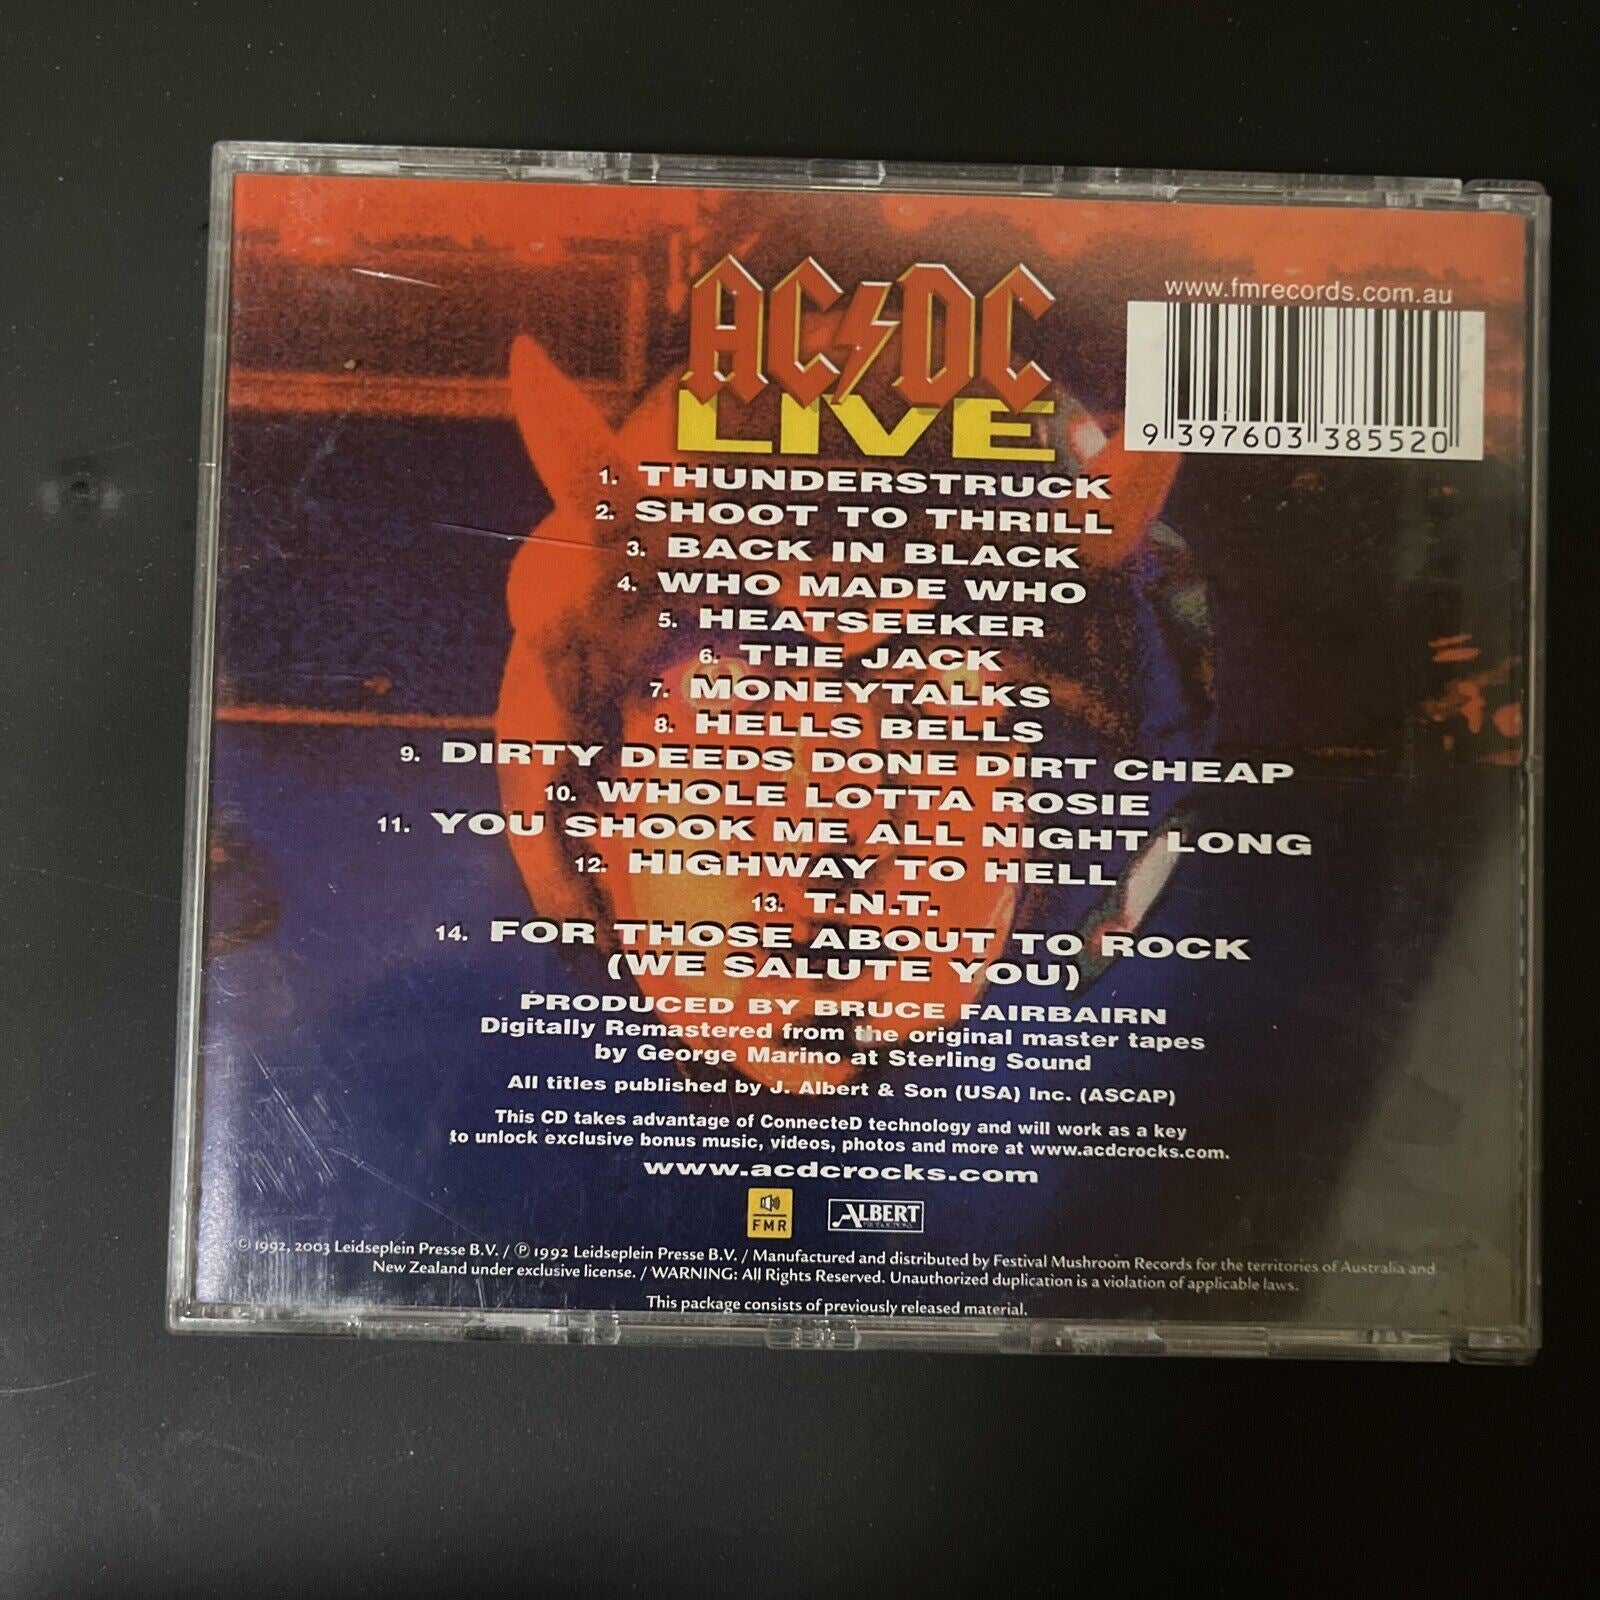 AC/DC
LIVE
www.fmrecords.com.au
9 397603 385520
1. THUNDERSTRUCK
2. SHOOT TO THRILL
3. BACK IN BLACK
4. WHO MADE WHO
5. HEATSEEKER
6. THE JACK
7. MONEYTALKS
8. HELLS BELLS
9. DIRTY DEEDS DONE DIRT CHEAP
10. WHOLE LOTTA ROSIE
11. YOU SHOOK ME ALL NIGHT LONG
12. HIGHWAY TO HELL
13. T.N.T.
14. FOR THOSE ABOUT TO ROCK
(WE SALUTE YOU)
PRODUCED BY BRUCE FAIRBAIRN
Digitally Remastered from the original master tapes
by George Marino at Sterling Sound
All titles published by J. Albert & Son (USA) Inc. (ASCAP)
This CD takes advantage of ConnecteD technology and will work as a key
to unlock exclusive bonus music, videos, photos and more at www.acdcrocks.com.
www.acdcrocks.com
FMR
ALBERT
PRODUCTIONS
© 1992, 2003 Leidseplein Presse B.V. / ℗ 1992 Leidseplein Presse B.V. / Manufactured and distributed by Festival Mushroom Records for the territories of Australia and
New Zealand under exclusive license. / WARNING: All Rights Reserved. Unauthorized duplication is a violation of applicable laws.
This package consists of previously released material.